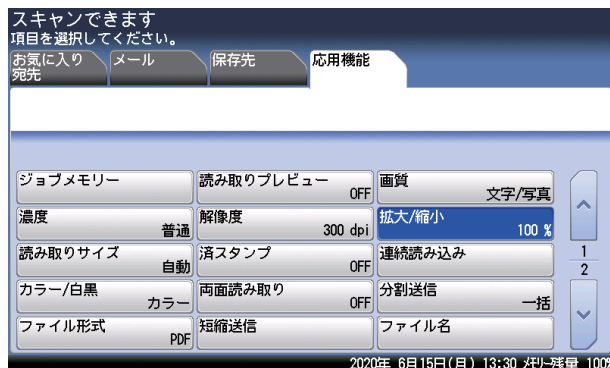 スキャンできます
項目を選択してください。
お気に入り
宛先
メール
保存先
応用機能
ジョブメモリー
読み取りプレビュー
OFF
画質
文字/写真
濃度
普通
解像度
300 dpi
拡大/縮小
100 %
読み取りサイズ
自動
済スタンプ
OFF
連続読み込み
カラー/白黒
カラー
両面読み取り
OFF
分割送信
一括
ファイル形式
PDF
短縮送信
ファイル名
1
2
2020年 6月15日(月) 13:30 メモリー残量 100%